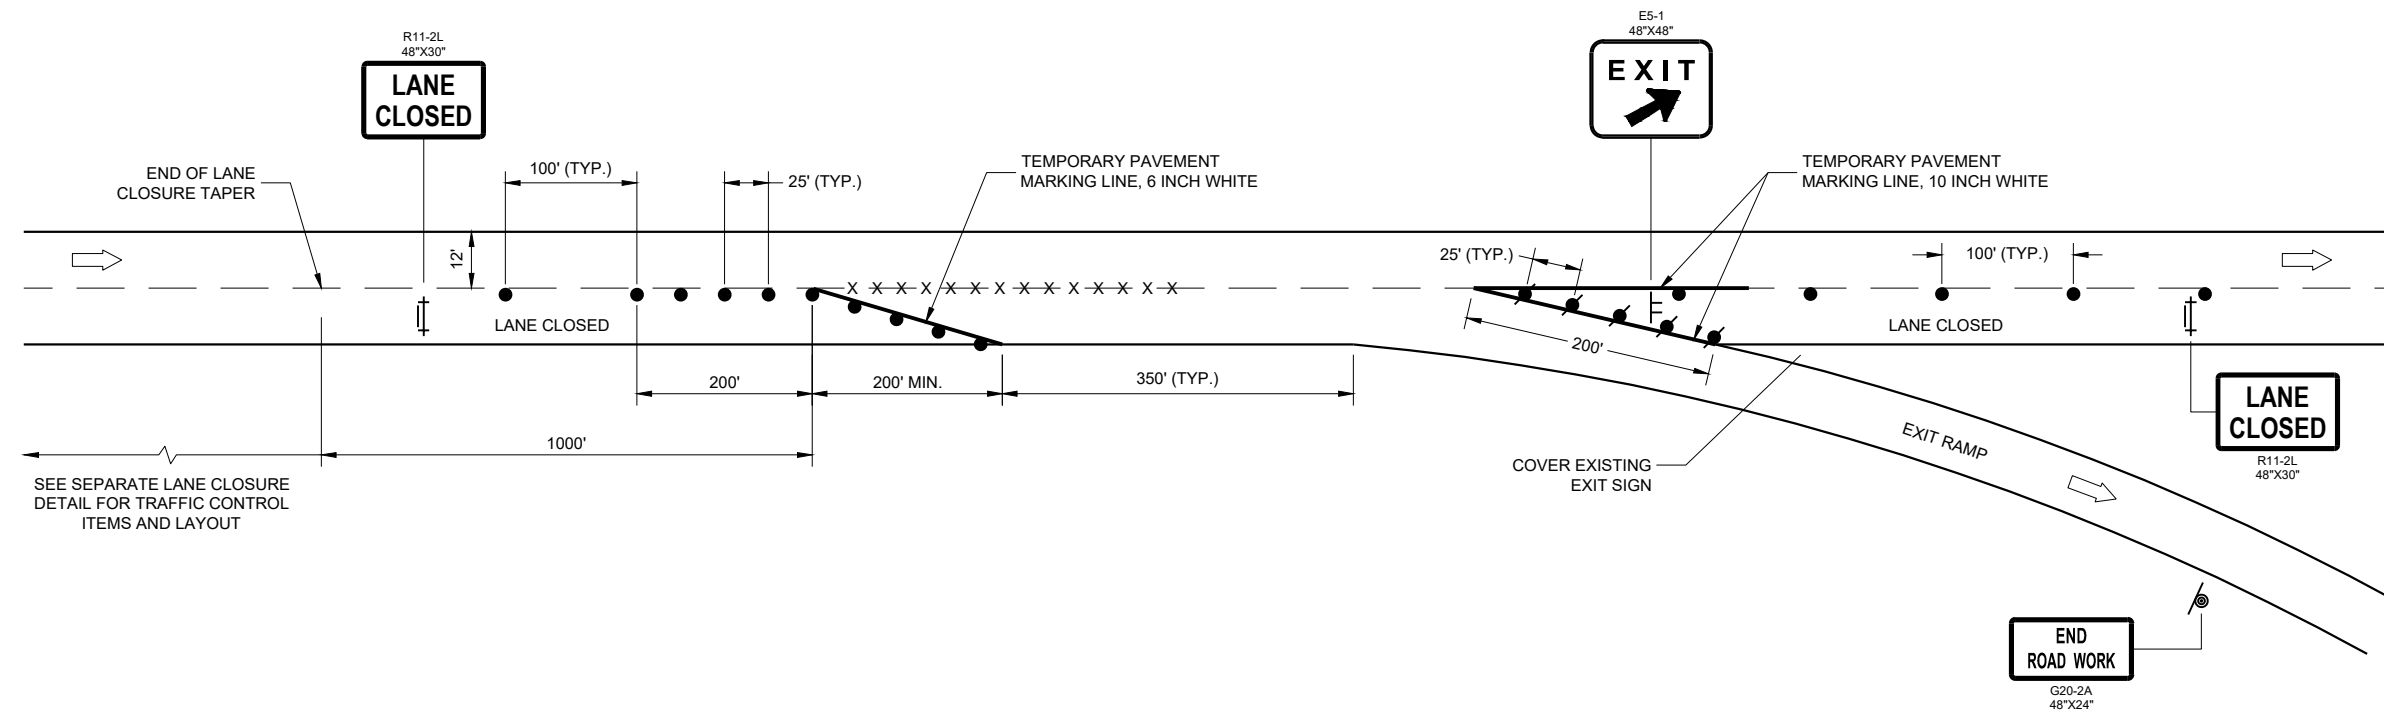 R11-2L
48"X30"
LANE
CLOSED
E5-1
48"X48"
EXIT
END OF LANE
CLOSURE TAPER
100' (TYP.)
25' (TYP.)
TEMPORARY PAVEMENT
MARKING LINE, 6 INCH WHITE
TEMPORARY PAVEMENT
MARKING LINE, 10 INCH WHITE
12'
25' (TYP.)
100' (TYP.)
X X X X X X X X X X X X X X
LANE CLOSED
LANE CLOSED
200'
200'
200' MIN.
350' (TYP.)
1000'
LANE
CLOSED
R11-2L
48"X30"
EXIT RAMP
COVER EXISTING
EXIT SIGN
SEE SEPARATE LANE CLOSURE
DETAIL FOR TRAFFIC CONTROL
ITEMS AND LAYOUT
END
ROAD WORK
G20-2A
48"X24"